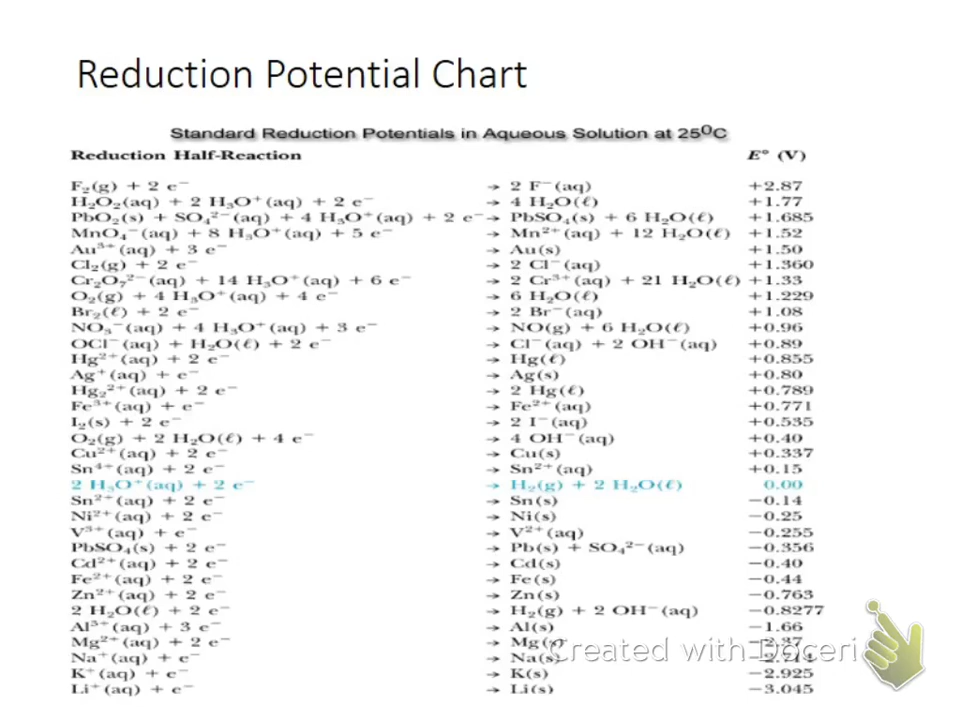 Reduction Potential Chart
Standard Reduction Potentials in Aqueous Solution at 25⁰C
Reduction Half-Reaction E° (V)
F₂(g) + 2 e⁻ → 2 F⁻(aq) +2.87
H₂O₂(aq) + 2 H₃O⁺(aq) + 2 e⁻ → 4 H₂O(ℓ) +1.77
PbO₂(s) + SO₄²⁻(aq) + 4 H₃O⁺(aq) + 2 e⁻ → PbSO₄(s) + 6 H₂O(ℓ) +1.685
MnO₄⁻(aq) + 8 H₃O⁺(aq) + 5 e⁻ → Mn²⁺(aq) + 12 H₂O(ℓ) +1.52
Au³⁺(aq) + 3 e⁻ → Au(s) +1.50
Cl₂(g) + 2 e⁻ → 2 Cl⁻(aq) +1.360
Cr₂O₇²⁻(aq) + 14 H₃O⁺(aq) + 6 e⁻ → 2 Cr³⁺(aq) + 21 H₂O(ℓ) +1.33
O₂(g) + 4 H₃O⁺(aq) + 4 e⁻ → 6 H₂O(ℓ) +1.229
Br₂(ℓ) + 2 e⁻ → 2 Br⁻(aq) +1.08
NO₃⁻(aq) + 4 H₃O⁺(aq) + 3 e⁻ → NO(g) + 6 H₂O(ℓ) +0.96
OCl⁻(aq) + H₂O(ℓ) + 2 e⁻ → Cl⁻(aq) + 2 OH⁻(aq) +0.89
Hg²⁺(aq) + 2 e⁻ → Hg(ℓ) +0.855
Ag⁺(aq) + e⁻ → Ag(s) +0.80
Hg₂²⁺(aq) + 2 e⁻ → 2 Hg(ℓ) +0.789
Fe³⁺(aq) + e⁻ → Fe²⁺(aq) +0.771
I₂(s) + 2 e⁻ → 2 I⁻(aq) +0.535
O₂(g) + 2 H₂O(ℓ) + 4 e⁻ → 4 OH⁻(aq) +0.40
Cu²⁺(aq) + 2 e⁻ → Cu(s) +0.337
Sn⁴⁺(aq) + 2 e⁻ → Sn²⁺(aq) +0.15
2 H₃O⁺(aq) + 2 e⁻ → H₂(g) + 2 H₂O(ℓ) 0.00
Sn²⁺(aq) + 2 e⁻ → Sn(s) −0.14
Ni²⁺(aq) + 2 e⁻ → Ni(s) −0.25
V³⁺(aq) + e⁻ → V²⁺(aq) −0.255
PbSO₄(s) + 2 e⁻ → Pb(s) + SO₄²⁻(aq) −0.356
Cd²⁺(aq) + 2 e⁻ → Cd(s) −0.40
Fe²⁺(aq) + 2 e⁻ → Fe(s) −0.44
Zn²⁺(aq) + 2 e⁻ → Zn(s) −0.763
2 H₂O(ℓ) + 2 e⁻ → H₂(g) + 2 OH⁻(aq) −0.8277
Al³⁺(aq) + 3 e⁻ → Al(s) −1.66
Mg²⁺(aq) + 2 e⁻ → Mg(s) −2.37
Created with Doceri
Na⁺(aq) + e⁻ → Na(s) −2.714
K⁺(aq) + e⁻ → K(s) −2.925
Li⁺(aq) + e⁻ → Li(s) −3.045